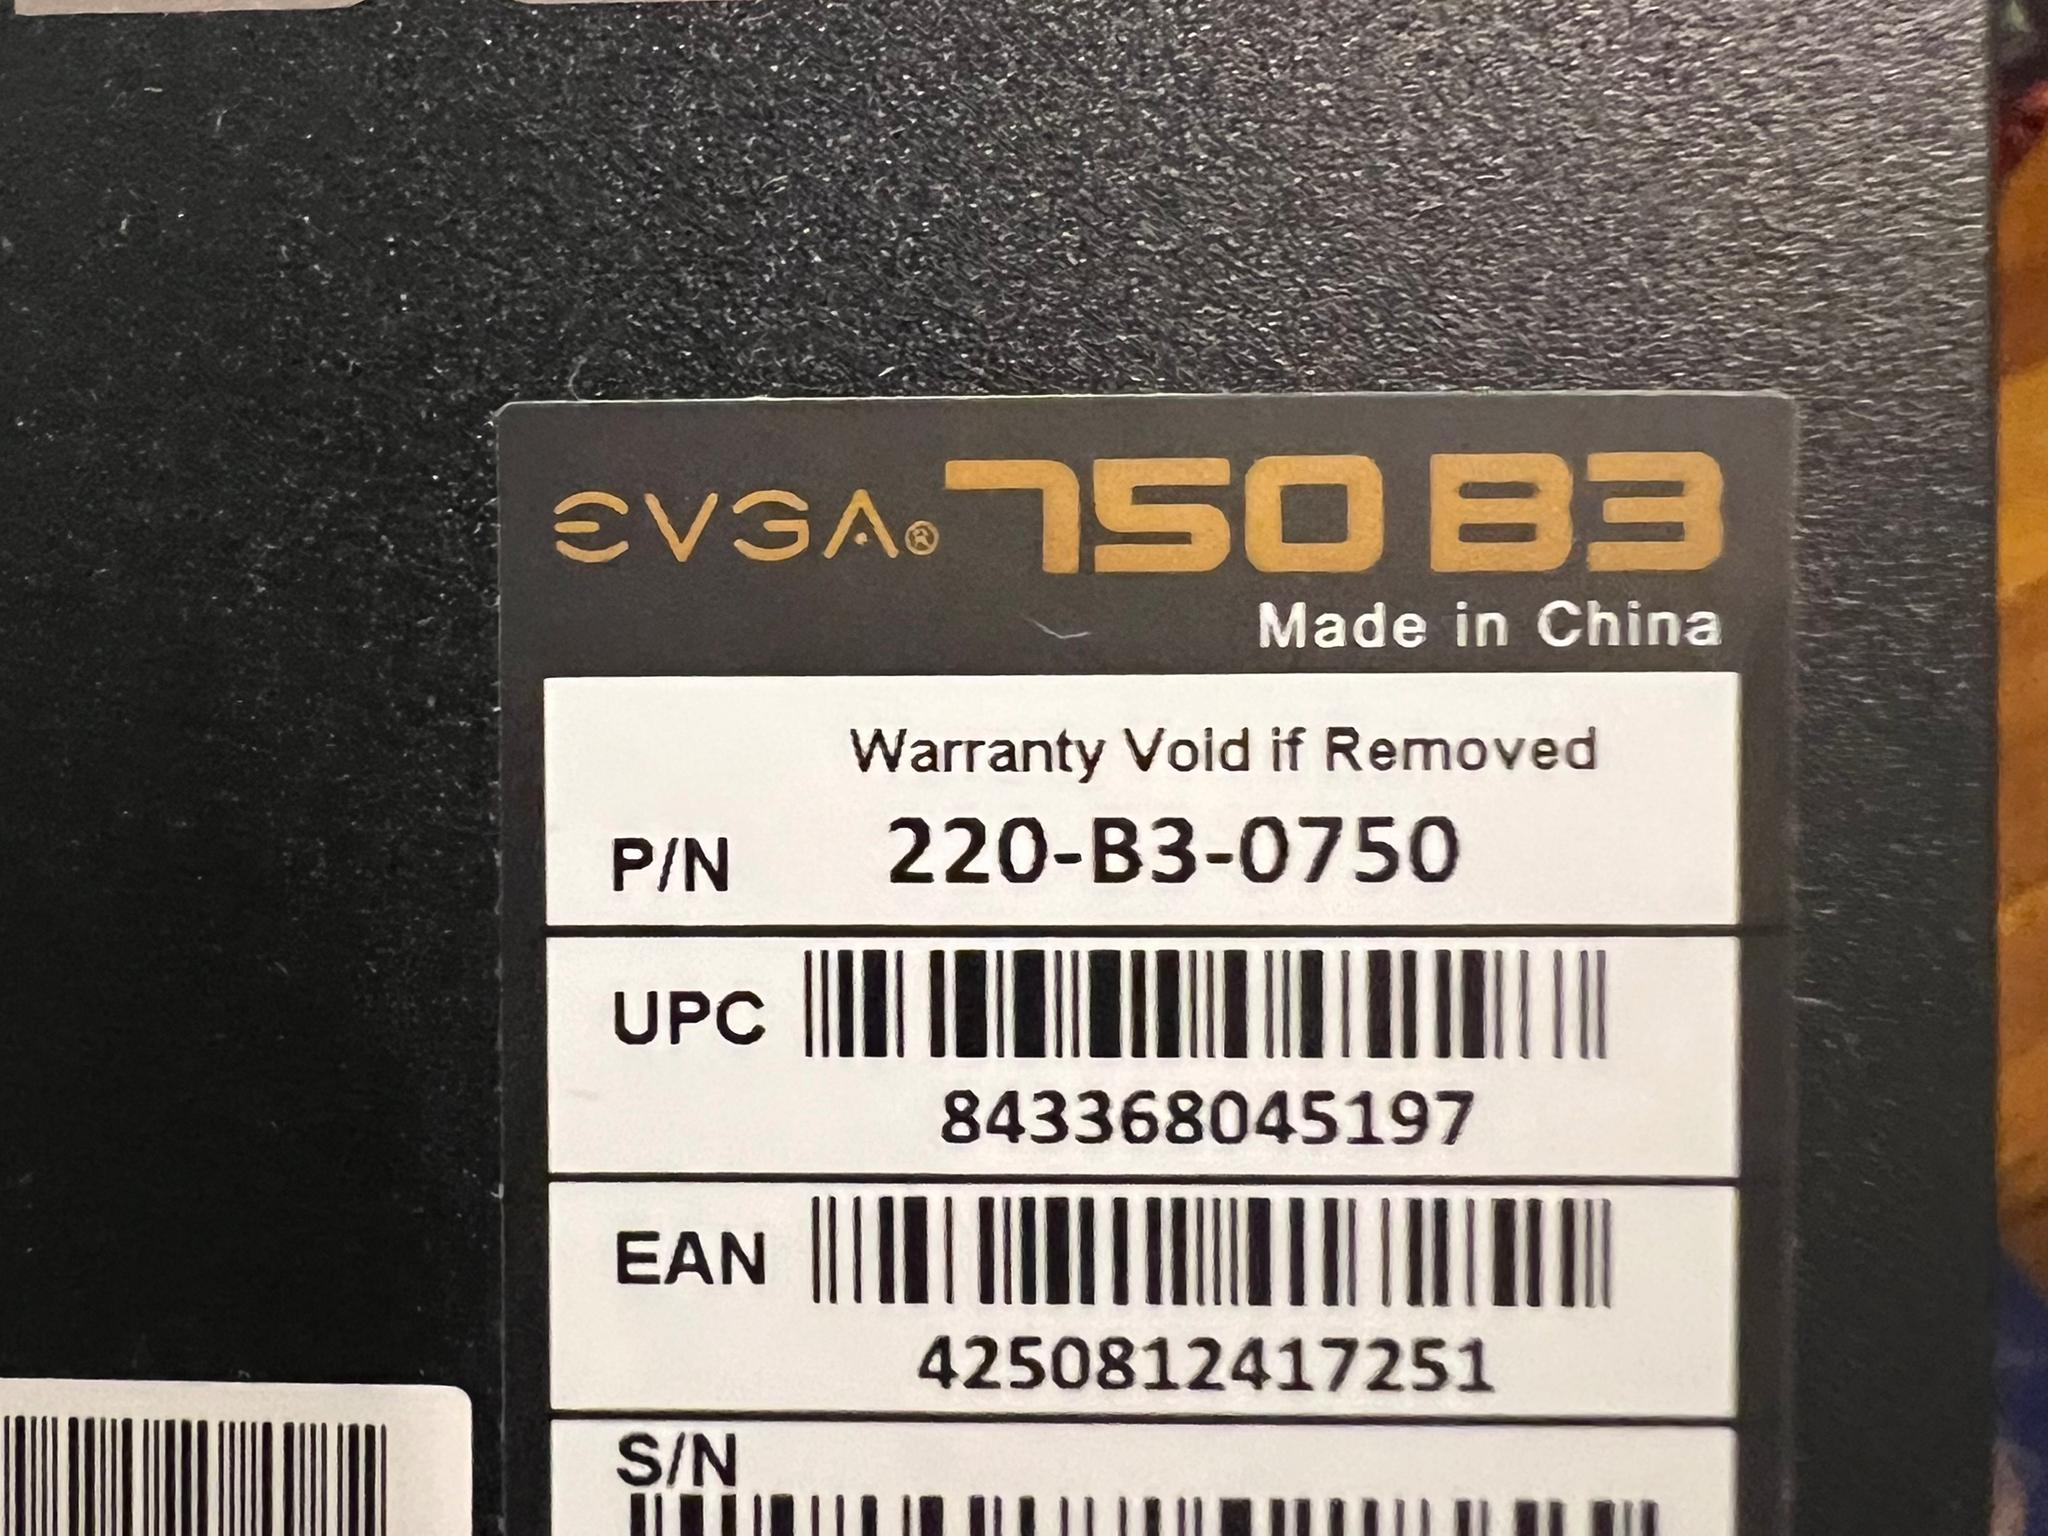 EVGA® 750 B3
Made in China
Warranty Void if Removed
P/N 220-B3-0750
UPC
843368045197
EAN
4250812417251
S/N